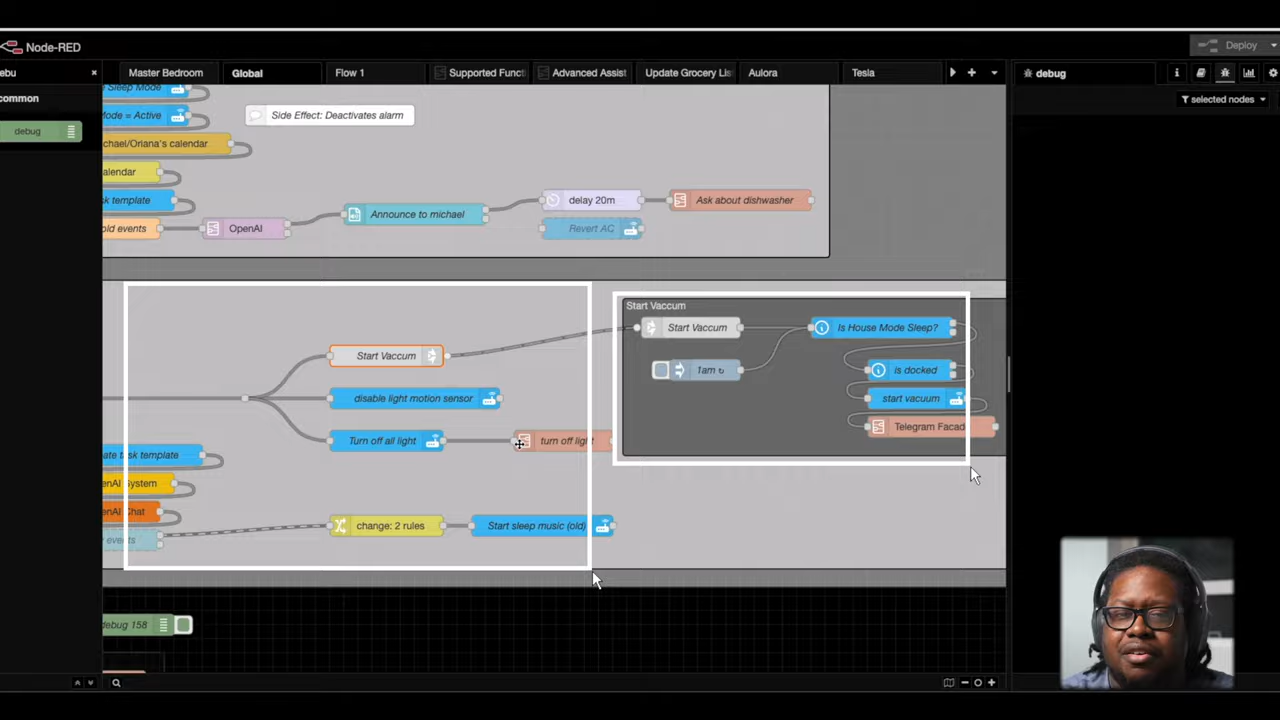 Node-RED
Deploy
ebu
Master Bedroom
Global
Flow 1
Supported Funct
Advanced Assist
Update Grocery Lis
Aulora
Tesla
debug
common
selected nodes
debug
Sleep Mode
Mode = Active
Side Effect: Deactivates alarm
chael/Oriana's calendar
calendar
sk template
delay 20m
Ask about dishwasher
old events
OpenAI
Announce to michael
Revert AC
Start Vaccum
Start Vaccum
Is House Mode Sleep?
Start Vaccum
1am ↻
is docked
disable light motion sensor
start vacuum
Turn off all light
turn off light
Telegram Facad
ate task template
enAI System
enAI Chat
change: 2 rules
Start sleep music (old)
events
debug 158